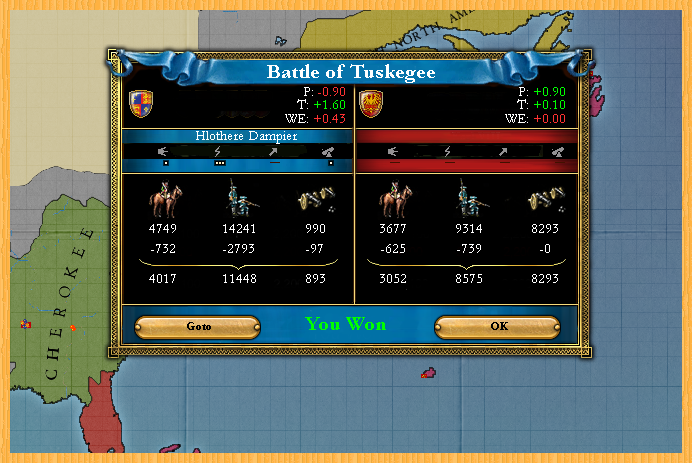 NORTH AM
Battle of Tuskegee
P: -0.90
T: +1.60
WE: +0.43
P: +0.90
T: +0.10
WE: +0.00
Hlothere Dampier
4749 14241 990
-732 -2793 -97
4017 11448 893
3677 9314 8293
-625 -739 -0
3052 8575 8293
CHEROKEE
Goto
You Won
OK